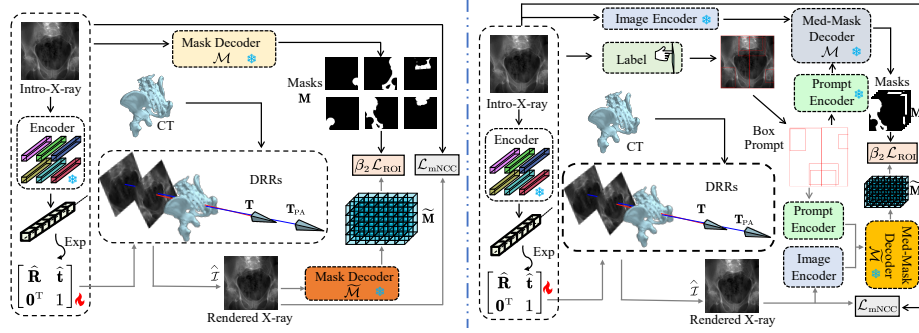 Intro-X-ray
Encoder
Exp
R̂ t̂
0ᵀ 1
Mask Decoder
ℳ
CT
DRRs
T
T_PA
Î
Rendered X-ray
Masks
M
β₂ ℒ_ROI
ℒ_mNCC
M̃
Mask Decoder
ℳ̃
Intro-X-ray
Encoder
Exp
R̂ t̂
0ᵀ 1
Image Encoder
Label
CT
DRRs
T
T_PA
Î
Rendered X-ray
Med-Mask
Decoder
ℳ
Prompt
Encoder
Box
Prompt
Masks
M
β₂ ℒ_ROI
M̃
Prompt
Encoder
Image
Encoder
Med-Mask
Decoder
ℳ̃
ℒ_mNCC